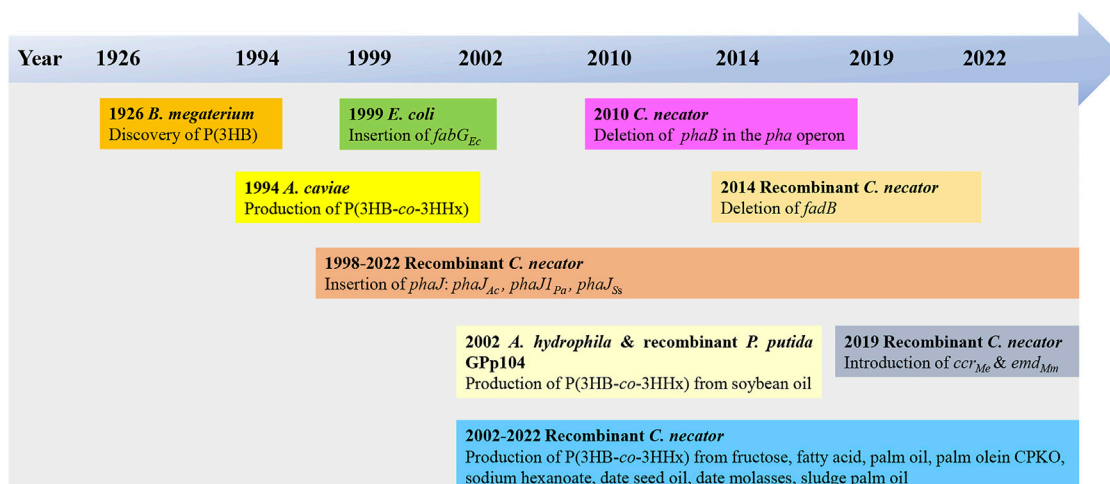 Year 1926 1994 1999 2002 2010 2014 2019 2022
1926 B. megaterium
Discovery of P(3HB)
1999 E. coli
Insertion of fabGEc
2010 C. necator
Deletion of phaB in the pha operon
1994 A. caviae
Production of P(3HB-co-3HHx)
2014 Recombinant C. necator
Deletion of fadB
1998-2022 Recombinant C. necator
Insertion of phaJ: phaJAc, phaJ1Pa, phaJSs
2002 A. hydrophila & recombinant P. putida
GPp104
Production of P(3HB-co-3HHx) from soybean oil
2019 Recombinant C. necator
Introduction of ccrMe & emdMm
2002-2022 Recombinant C. necator
Production of P(3HB-co-3HHx) from fructose, fatty acid, palm oil, palm olein CPKO,
sodium hexanoate, date seed oil, date molasses, sludge palm oil